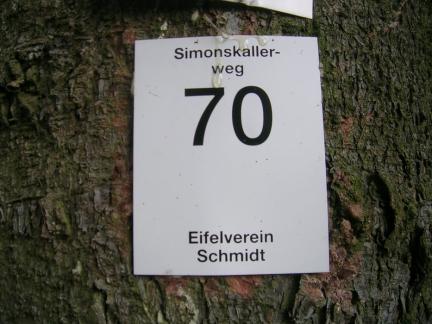 Simonskaller-
weg
70
Eifelverein
Schmidt